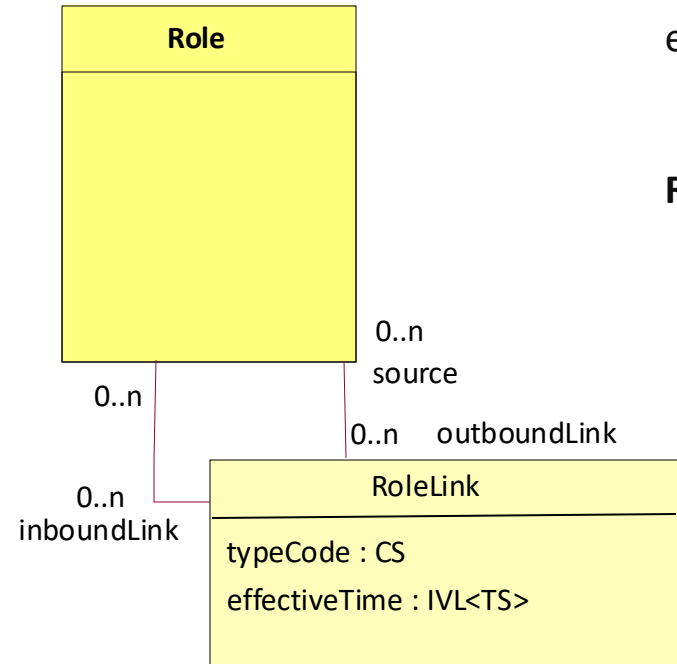 Role
0..n
source
0..n
0..n outboundLink
0..n
inboundLink
RoleLink
typeCode : CS
effectiveTime : IVL<TS>